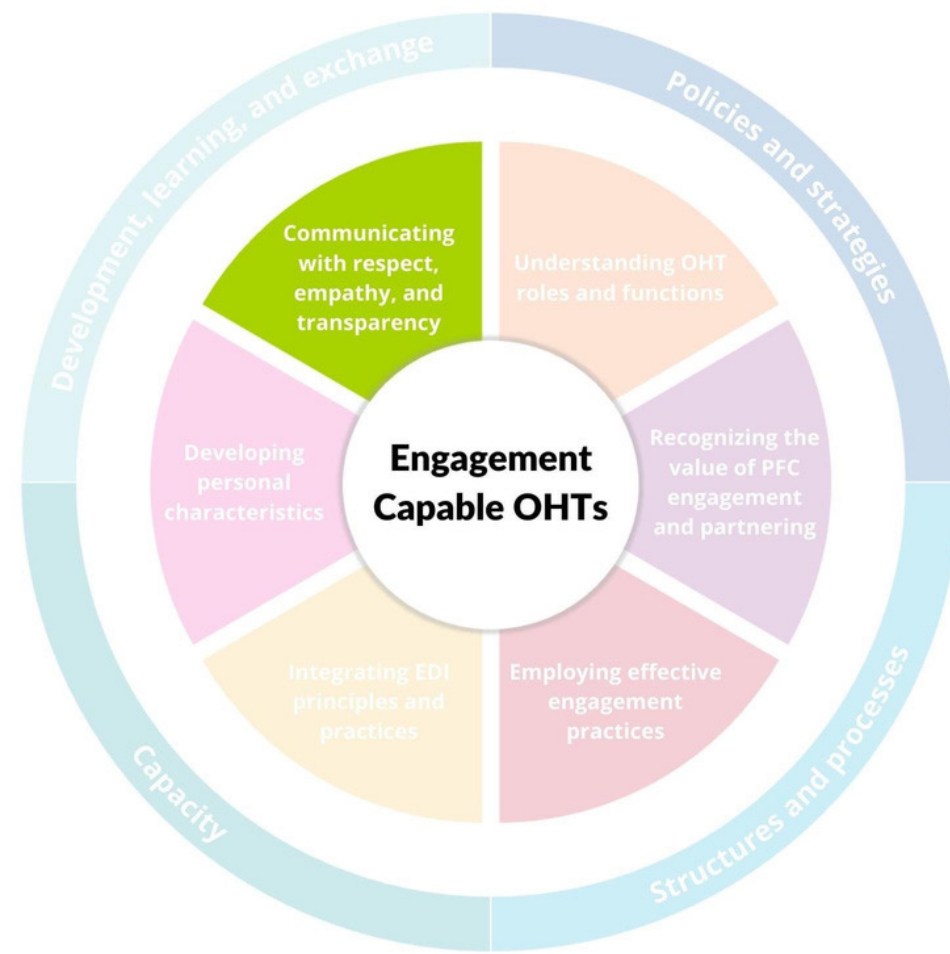 Development, learning, and exchange
Policies and strategies
Communicating
with respect,
empathy, and
transparency
Understanding OHT
roles and functions
Developing
personal
characteristics
Engagement
Capable OHTs
Recognizing the
value of PFC
engagement
and partnering
Integrating EDI
principles and
practices
Employing effective
engagement
practices
Capacity
Structures and processes